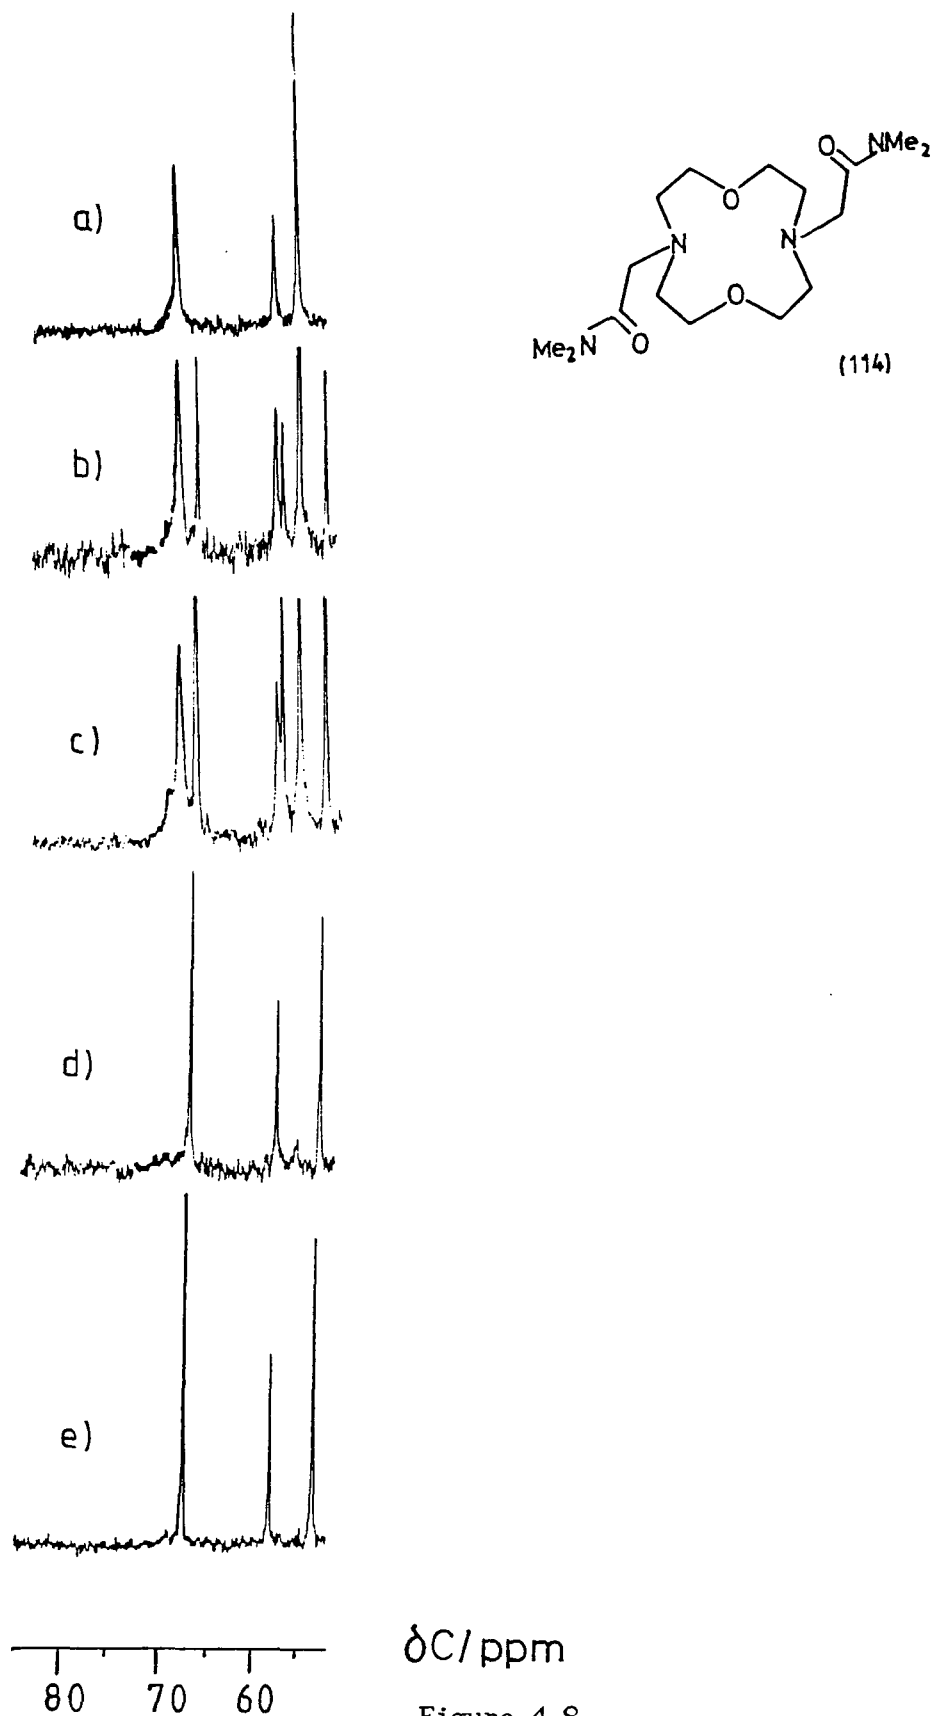 a)
O NMe2
O
N N
O
Me2N O
(114)
b)
c)
d)
e)
δC/ppm
80 70 60
Figure 4.8